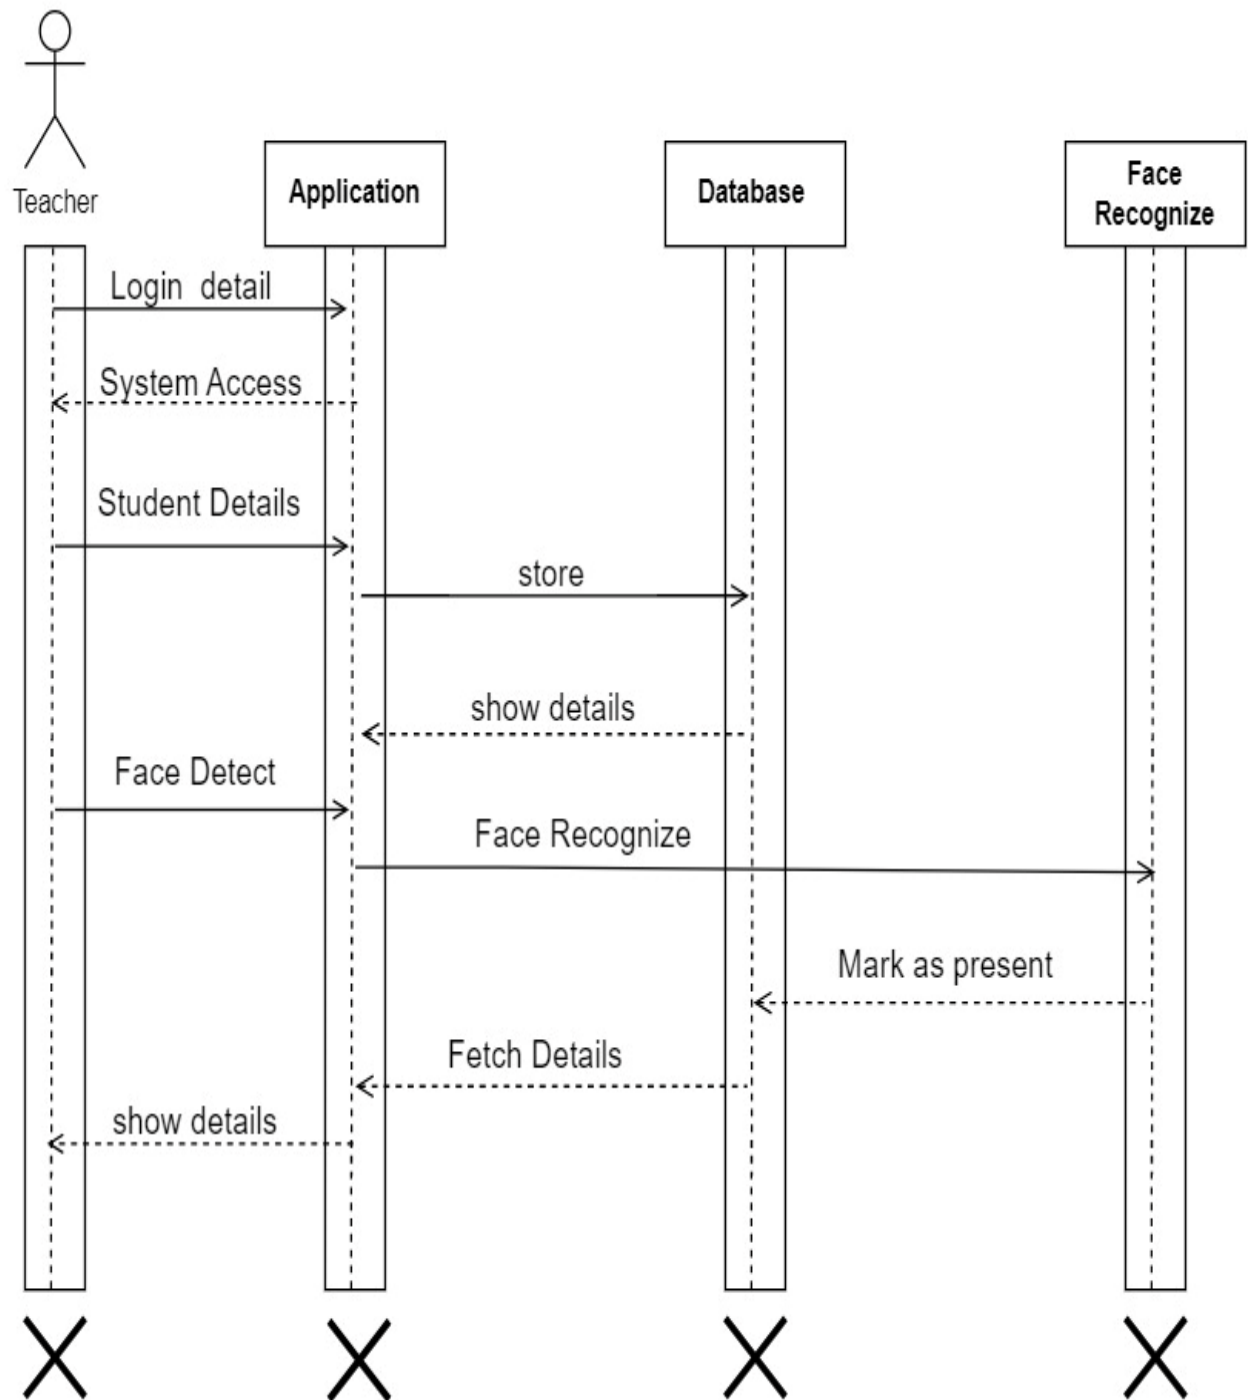 Teacher
Application
Database
Face
Recognize
Login detail
System Access
Student Details
store
show details
Face Detect
Face Recognize
Mark as present
Fetch Details
show details